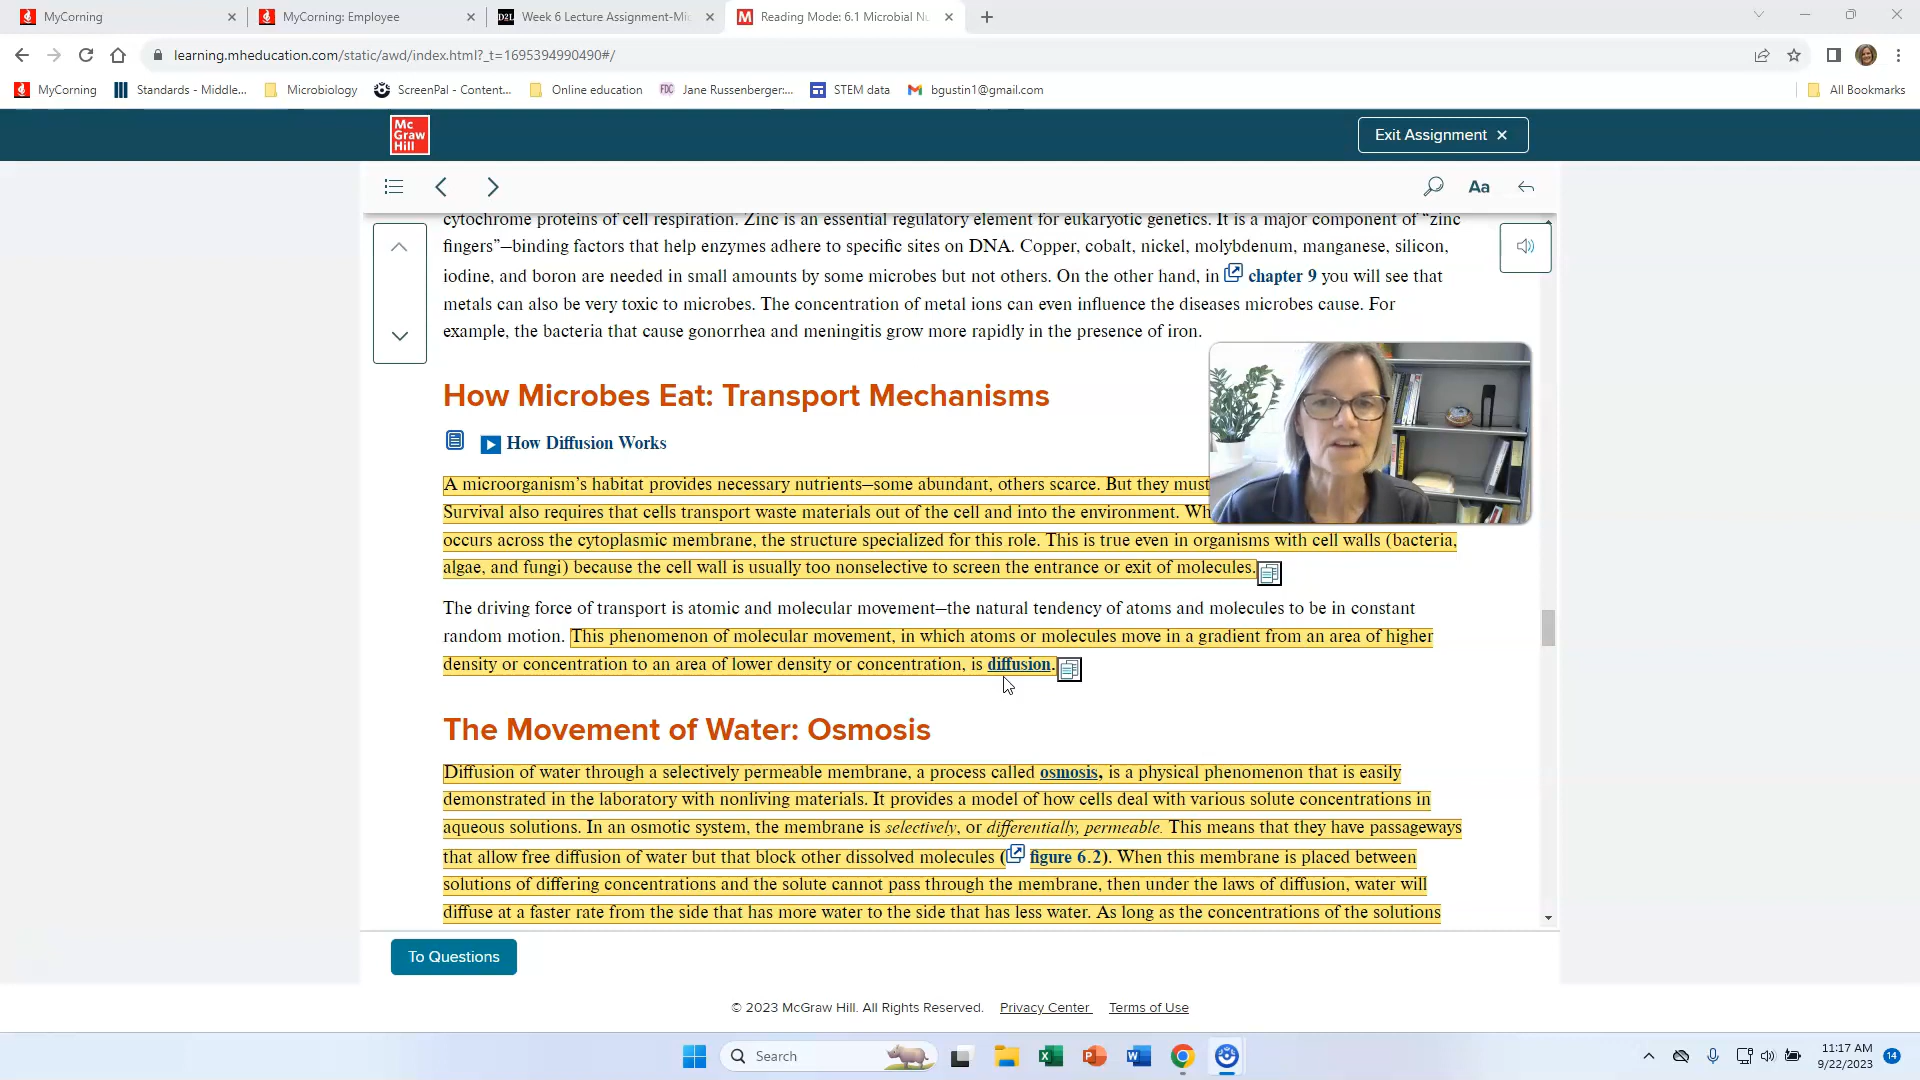 MyCorning
MyCorning: Employee
D2L
Week 6 Lecture Assignment-Mi
Reading Mode: 6.1 Microbial Nu
learning.mheducation.com/static/awd/index.html?_t=1695394990490#/
MyCorning
Standards - Middle...
Microbiology
ScreenPal - Content...
Online education
FDC
Jane Russenberger:...
STEM data
bgustin1@gmail.com
All Bookmarks
Mc
Graw
Hill
Exit Assignment
Aa
cytochrome proteins of cell respiration. Zinc is an essential regulatory element for eukaryotic genetics. It is a major component of “zinc
fingers”—binding factors that help enzymes adhere to specific sites on DNA. Copper, cobalt, nickel, molybdenum, manganese, silicon,
iodine, and boron are needed in small amounts by some microbes but not others. On the other hand, in chapter 9 you will see that
metals can also be very toxic to microbes. The concentration of metal ions can even influence the diseases microbes cause. For
example, the bacteria that cause gonorrhea and meningitis grow more rapidly in the presence of iron.
How Microbes Eat: Transport Mechanisms
How Diffusion Works
A microorganism’s habitat provides necessary nutrients—some abundant, others scarce. But they must
Survival also requires that cells transport waste materials out of the cell and into the environment. Wh
occurs across the cytoplasmic membrane, the structure specialized for this role. This is true even in organisms with cell walls (bacteria,
algae, and fungi) because the cell wall is usually too nonselective to screen the entrance or exit of molecules.
The driving force of transport is atomic and molecular movement—the natural tendency of atoms and molecules to be in constant
random motion. This phenomenon of molecular movement, in which atoms or molecules move in a gradient from an area of higher
density or concentration to an area of lower density or concentration, is diffusion.
The Movement of Water: Osmosis
Diffusion of water through a selectively permeable membrane, a process called osmosis, is a physical phenomenon that is easily
demonstrated in the laboratory with nonliving materials. It provides a model of how cells deal with various solute concentrations in
aqueous solutions. In an osmotic system, the membrane is selectively, or differentially, permeable. This means that they have passageways
that allow free diffusion of water but that block other dissolved molecules ( figure 6.2). When this membrane is placed between
solutions of differing concentrations and the solute cannot pass through the membrane, then under the laws of diffusion, water will
diffuse at a faster rate from the side that has more water to the side that has less water. As long as the concentrations of the solutions
To Questions
© 2023 McGraw Hill. All Rights Reserved. Privacy Center Terms of Use
Search
11:17 AM
9/22/2023
14